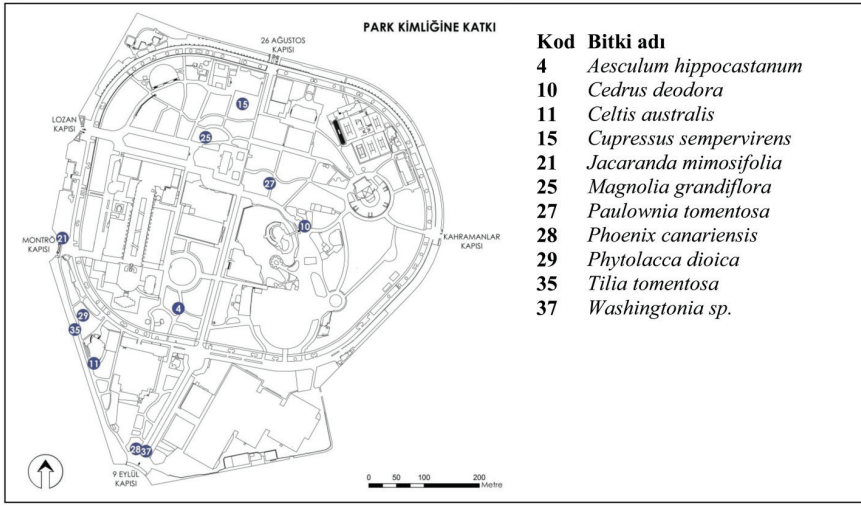 PARK KİMLİĞİNE KATKI
26 AĞUSTOS
KAPISI
LOZAN
KAPISI
MONTRÖ
KAPISI
KAHRAMANLAR
KAPISI
9 EYLÜL
KAPISI
15
25
27
10
21
4
29
35
11
28
37
0 50 100 200
Metre
Kod Bitki adı
4 Aesculum hippocastanum
10 Cedrus deodora
11 Celtis australis
15 Cupressus sempervirens
21 Jacaranda mimosifolia
25 Magnolia grandiflora
27 Paulownia tomentosa
28 Phoenix canariensis
29 Phytolacca dioica
35 Tilia tomentosa
37 Washingtonia sp.